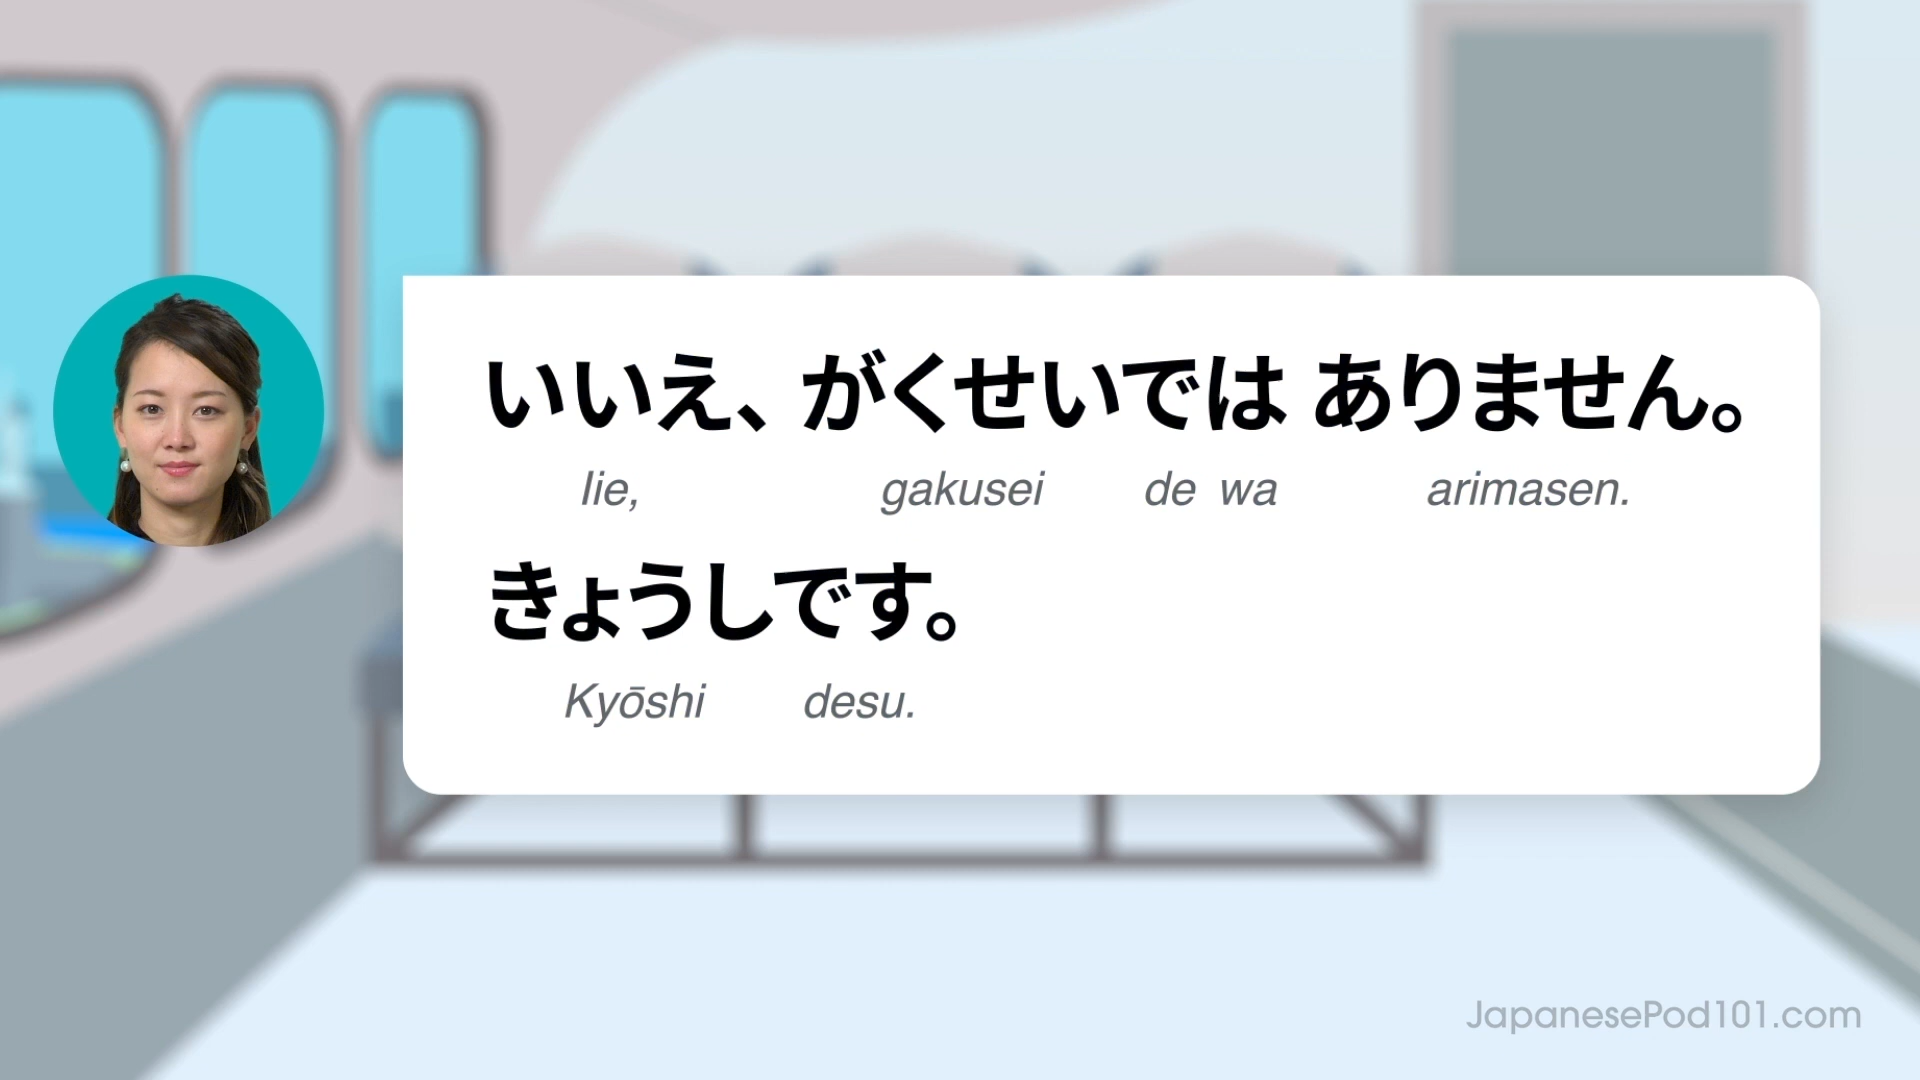 いいえ、がくせいでは ありません。
Iie, gakusei de wa arimasen.
きょうしです。
Kyōshi desu.
JapanesePod101.com